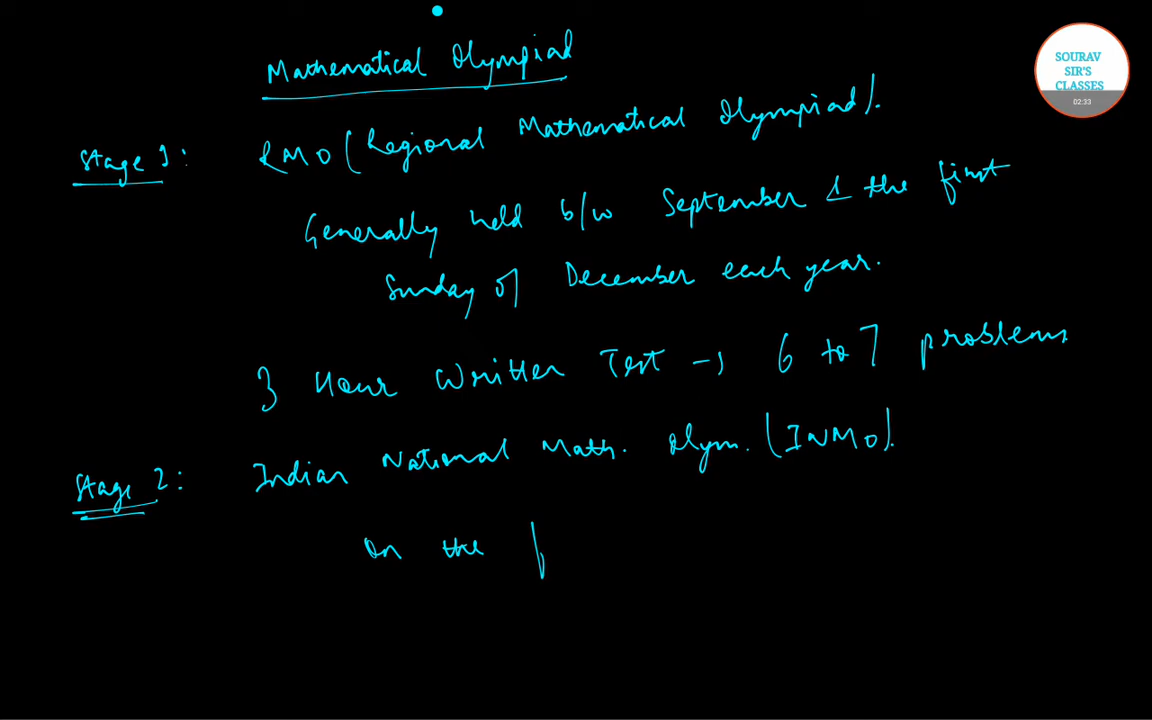 Mathematical Olympiad
SOURAV
SIR'S
CLASSES
02:33
Stage 1: RMO (Regional Mathematical Olympiad).
Generally held b/w September & the first
Sunday of December each year.
3 Hour Written Test → 6 to 7 problems
Stage 2: Indian National Math. Olym. (INMO).
On the